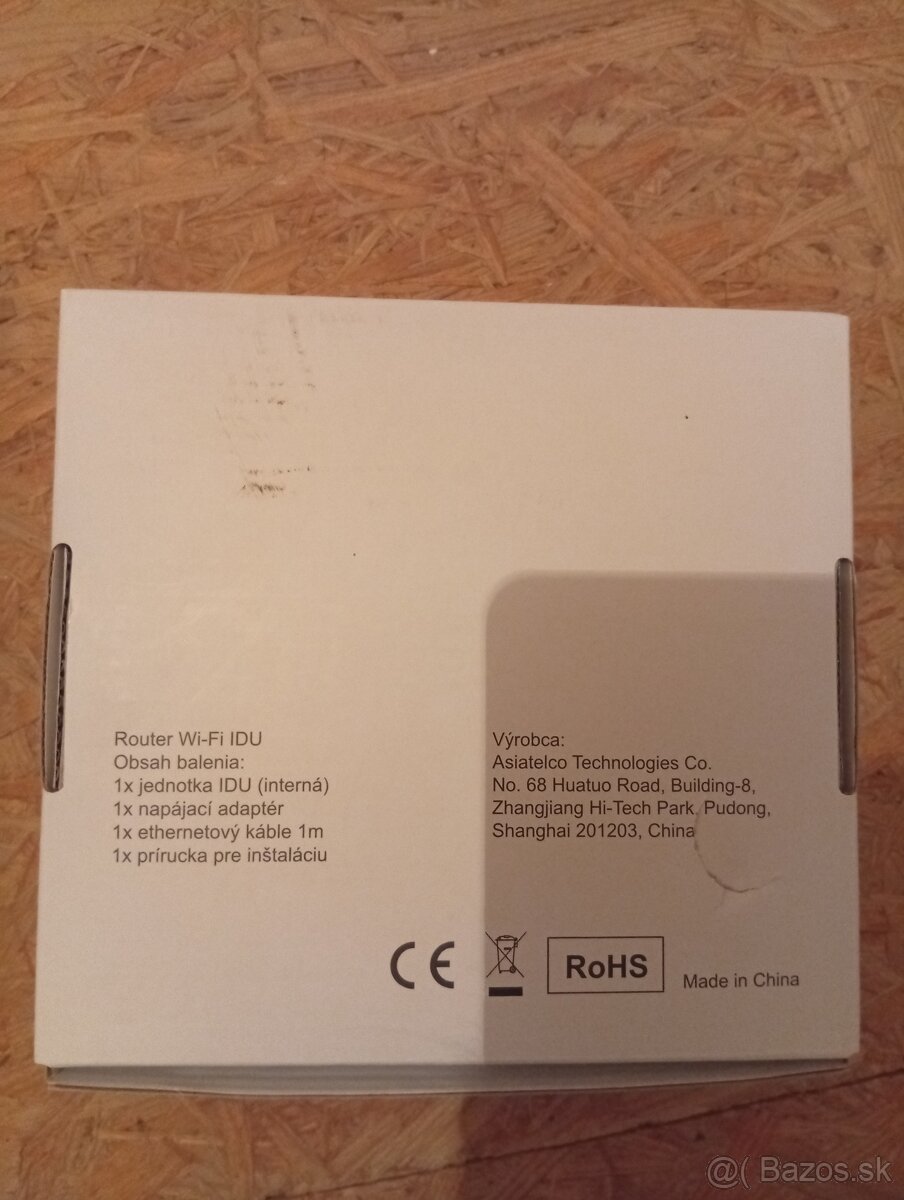 Router Wi-Fi IDU
Obsah balenia:
1x jednotka IDU (interná)
1x napájací adaptér
1x ethernetový káble 1m
1x prírucka pre inštaláciu
Výrobca:
Asiatelco Technologies Co.
No. 68 Huatuo Road, Building-8,
Zhangjiang Hi-Tech Park, Pudong,
Shanghai 201203, China
CE
RoHS
Made in China
@( Bazos.sk